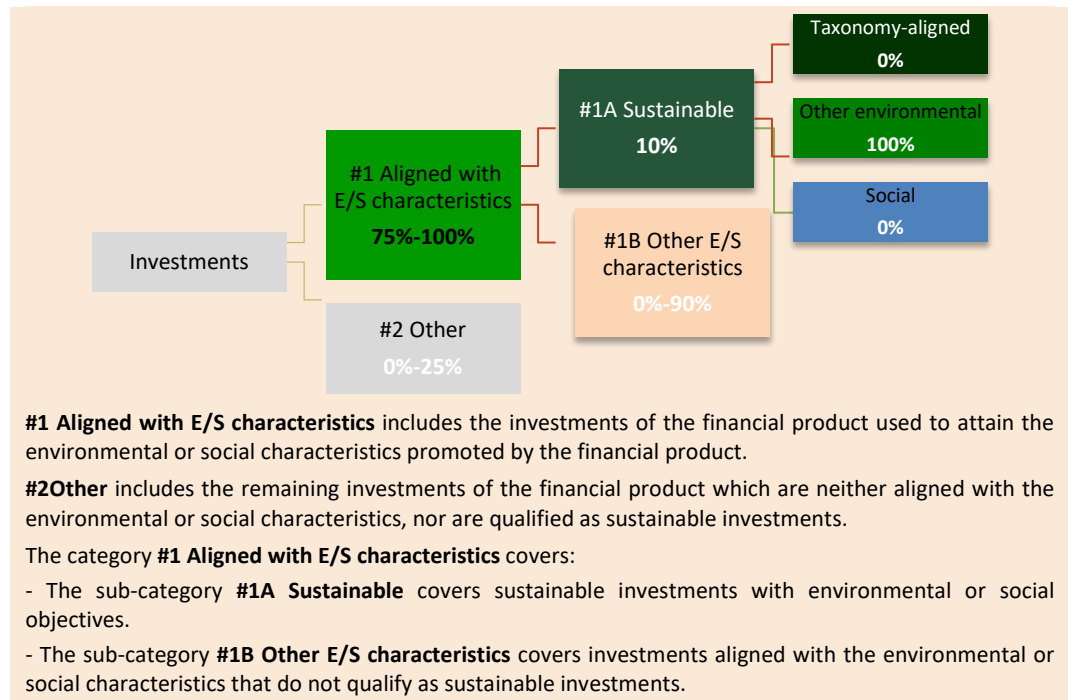 Taxonomy-aligned
0%
#1A Sustainable
10%
Other environmental
100%
#1 Aligned with
E/S characteristics
75%-100%
Social
0%
#1B Other E/S
characteristics
0%-90%
Investments
#2 Other
0%-25%
#1 Aligned with E/S characteristics includes the investments of the financial product used to attain the
environmental or social characteristics promoted by the financial product.
#2Other includes the remaining investments of the financial product which are neither aligned with the
environmental or social characteristics, nor are qualified as sustainable investments.
The category #1 Aligned with E/S characteristics covers:
- The sub-category #1A Sustainable covers sustainable investments with environmental or social
objectives.
- The sub-category #1B Other E/S characteristics covers investments aligned with the environmental or
social characteristics that do not qualify as sustainable investments.